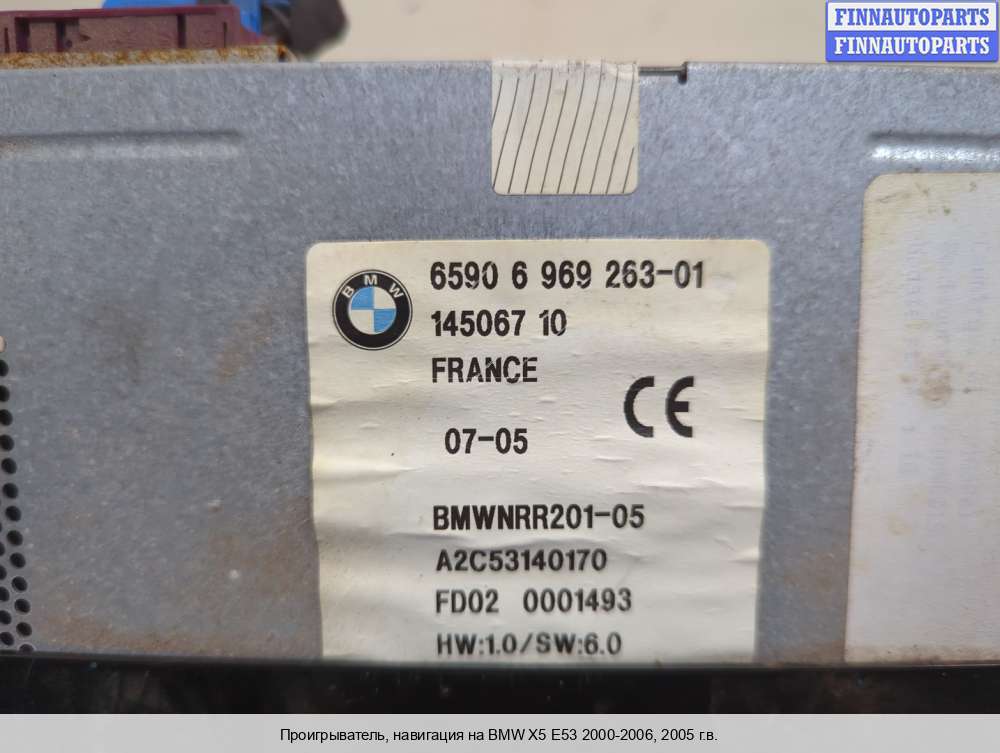 FINNAUTOPARTS
FINNAUTOPARTS
BMW
6590 6 969 263-01
145067 10
FRANCE
CE
07-05
BMWNRR201-05
A2C53140170
FD02 0001493
HW:1.0/SW:6.0
Проигрыватель, навигация на BMW X5 E53 2000-2006, 2005 г.в.